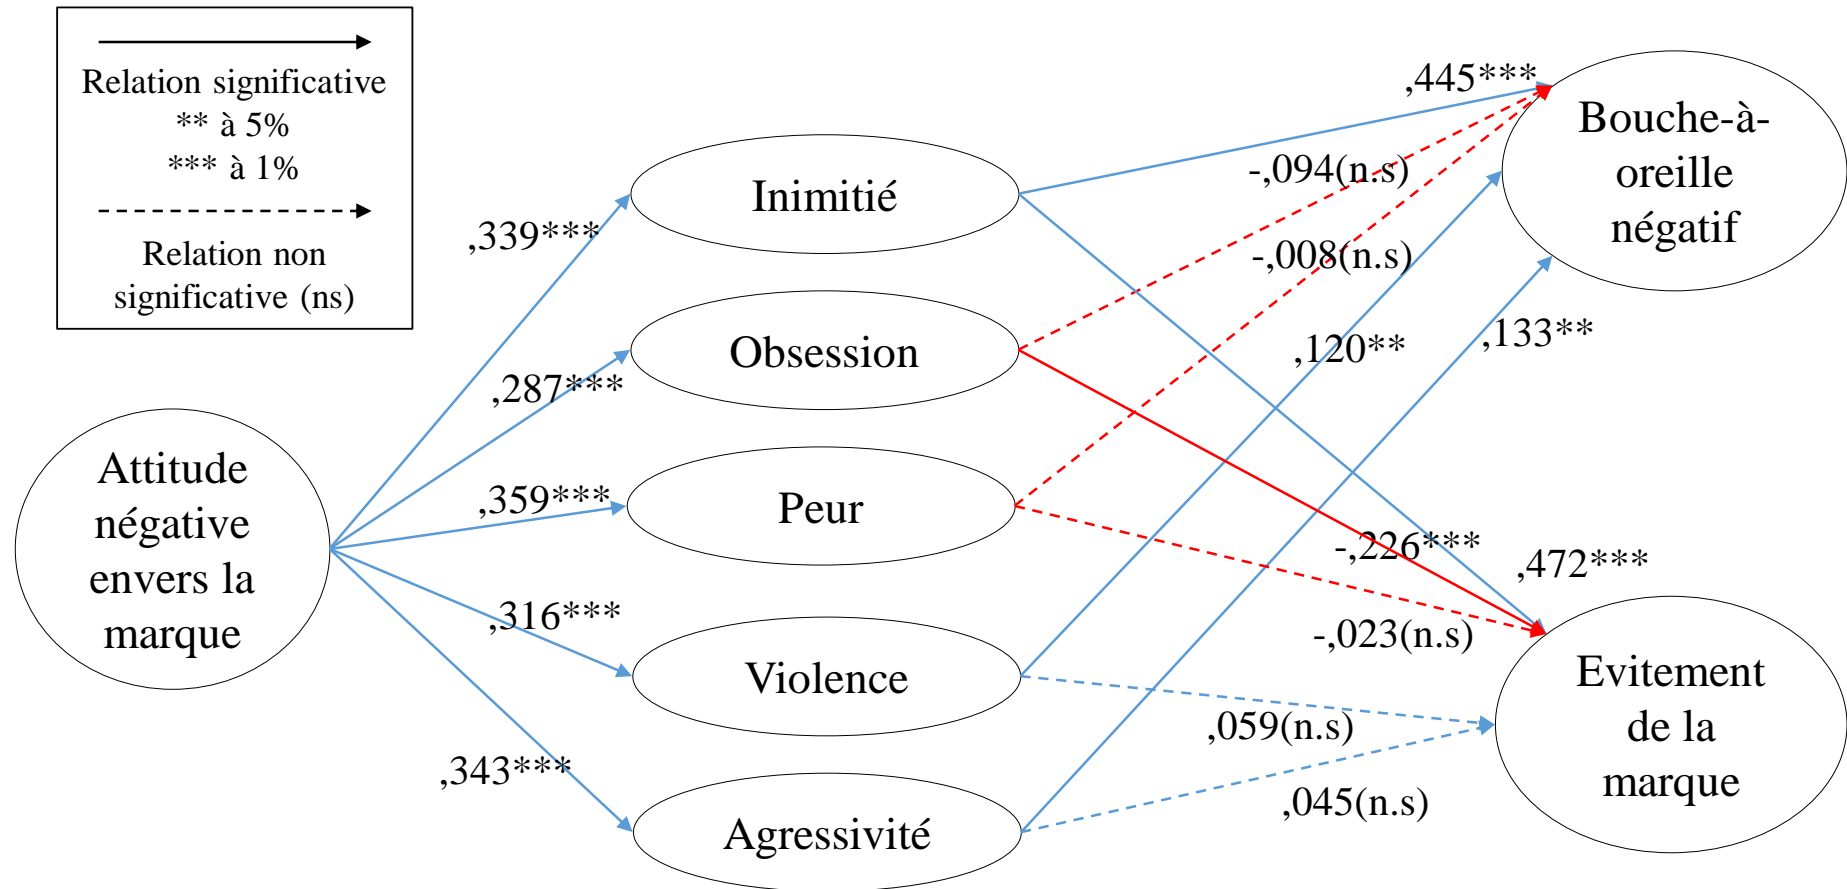 Relation significative
** à 5%
*** à 1%
Relation non
significative (ns)
Attitude
négative
envers la
marque
,339***
,287***
,359***
,316***
,343***
Inimitié
Obsession
Peur
Violence
Agressivité
,445***
-,094(n.s)
-,008(n.s)
,120**
,133**
-,226***
,472***
-,023(n.s)
,059(n.s)
,045(n.s)
Bouche-à-
oreille
négatif
Evitement
de la
marque